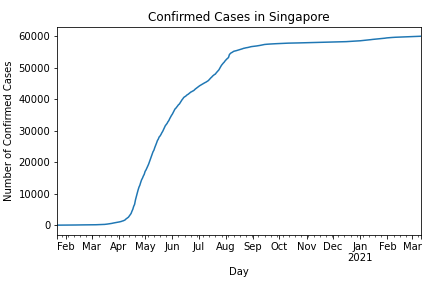 Confirmed Cases in Singapore
Number of Confirmed Cases
60000
50000
40000
30000
20000
10000
0
Feb Mar Apr May Jun Jul Aug Sep Oct Nov Dec Jan Feb Mar
2021
Day